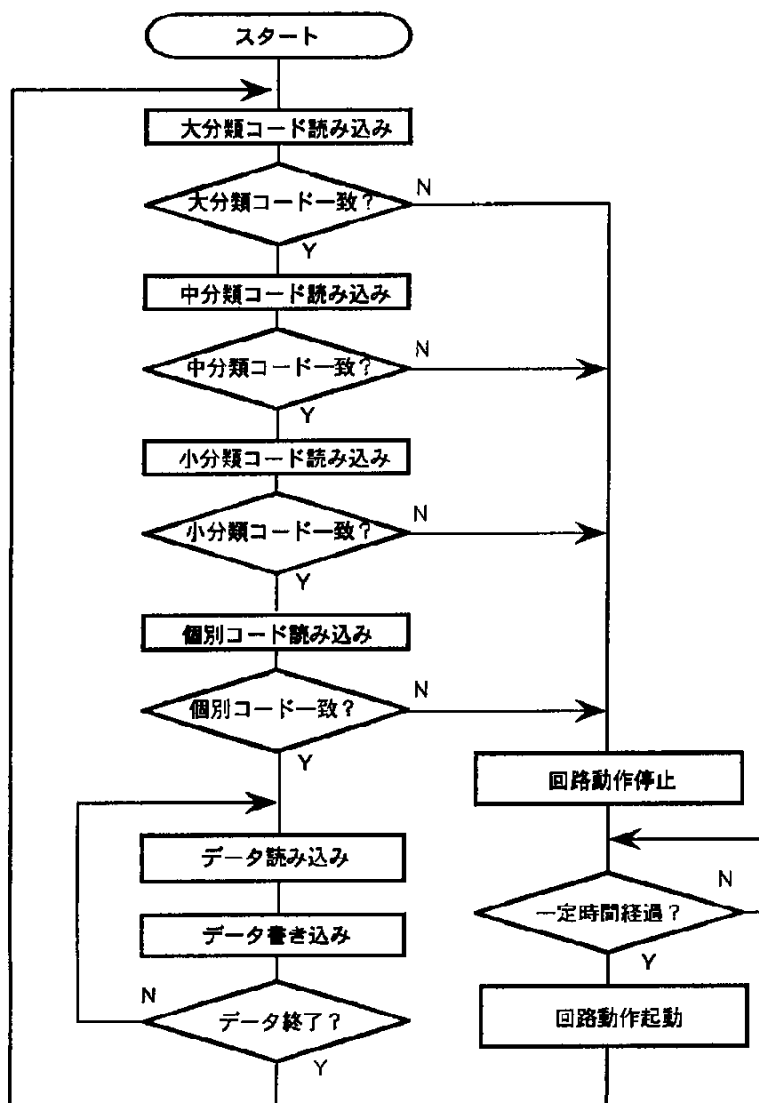 スタート
大分類コード読み込み
大分類コード一致？
N
Y
中分類コード読み込み
中分類コード一致？
N
Y
小分類コード読み込み
小分類コード一致？
N
Y
個別コード読み込み
個別コード一致？
N
Y
データ読み込み
データ書き込み
データ終了？
N
Y
回路動作停止
一定時間経過？
N
Y
回路動作起動